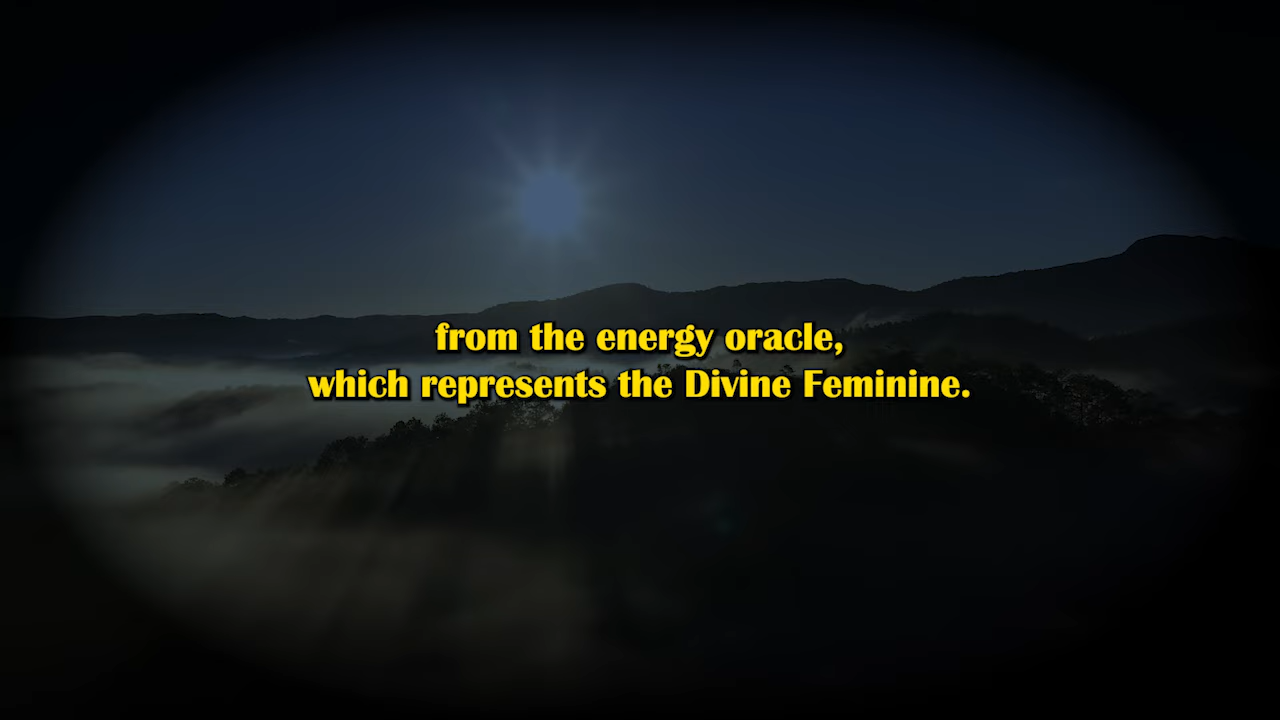 from the energy oracle,
which represents the Divine Feminine.